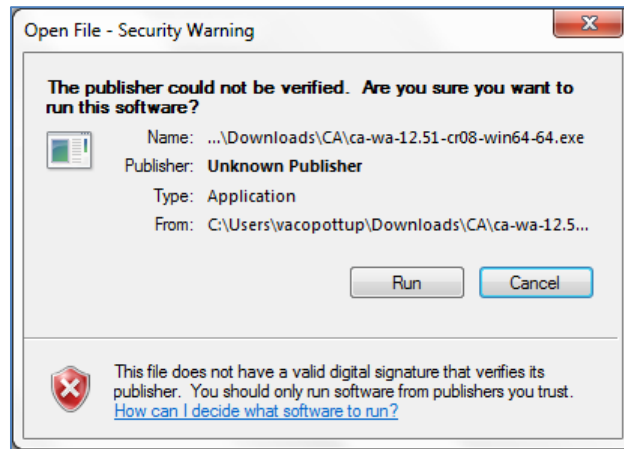 Open File - Security Warning
The publisher could not be verified. Are you sure you want to
run this software?
Name: ...\Downloads\CA\ca-wa-12.51-cr08-win64-64.exe
Publisher: Unknown Publisher
Type: Application
From: C:\Users\vacopottup\Downloads\CA\ca-wa-12.5...
Run Cancel
This file does not have a valid digital signature that verifies its
publisher. You should only run software from publishers you trust.
How can I decide what software to run?